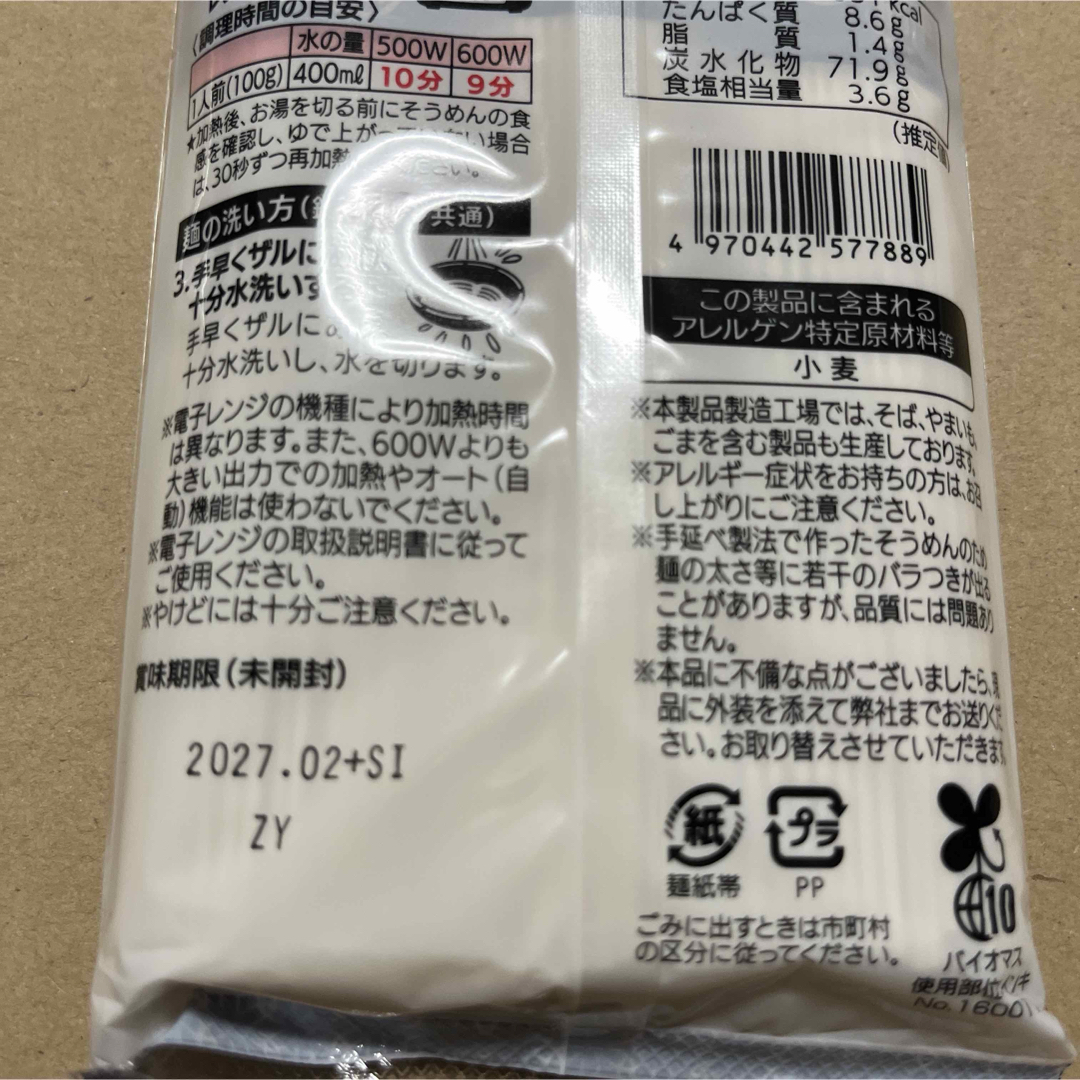 〈調理時間の目安〉
水の量 500W 600W
1人前(100g) 400mℓ 10分 9分
★加熱後、お湯を切る前にそうめんの食
感を確認し、ゆで上がって
い場合
は、30秒ずつ再加熱
ください。
麺の洗い方(
共通)
3.手早くザルに
十分水洗いす
手早くザルに
十分水洗いし、水を切ります。
※電子レンジの機種により加熱時間
は異なります。また、600Wよりも
大きい出力での加熱やオート(自
動)機能は使わないでください。
※電子レンジの取扱説明書に従って
ご使用ください。
※やけどには十分ご注意ください。
賞味期限(未開封)
2027.02+SI
ZY
kcal
たんぱく質 8.6g
脂質 1.4g
炭水化物 71.9g
食塩相当量 3.6g
(推定値)
4 970442 577889
この製品に含まれる
アレルゲン特定原材料等
小麦
※本製品製造工場では、そば、やまいも、
ごまを含む製品も生産しております。
※アレルギー症状をお持ちの方は、お召
し上がりにご注意ください。
※手延べ製法で作ったそうめんのため
麺の太さ等に若干のバラつきが出る
ことがありますが、品質には問題あり
ません。
※本品に不備な点がございましたら、現
品に外装を添えて弊社までお送りくだ
さい。お取り替えさせていただきます。
紙 プラ
麺紙帯 PP
10
ごみに出すときは市町村
の区分に従ってください。
バイオマス
使用部位インキ
No.1600